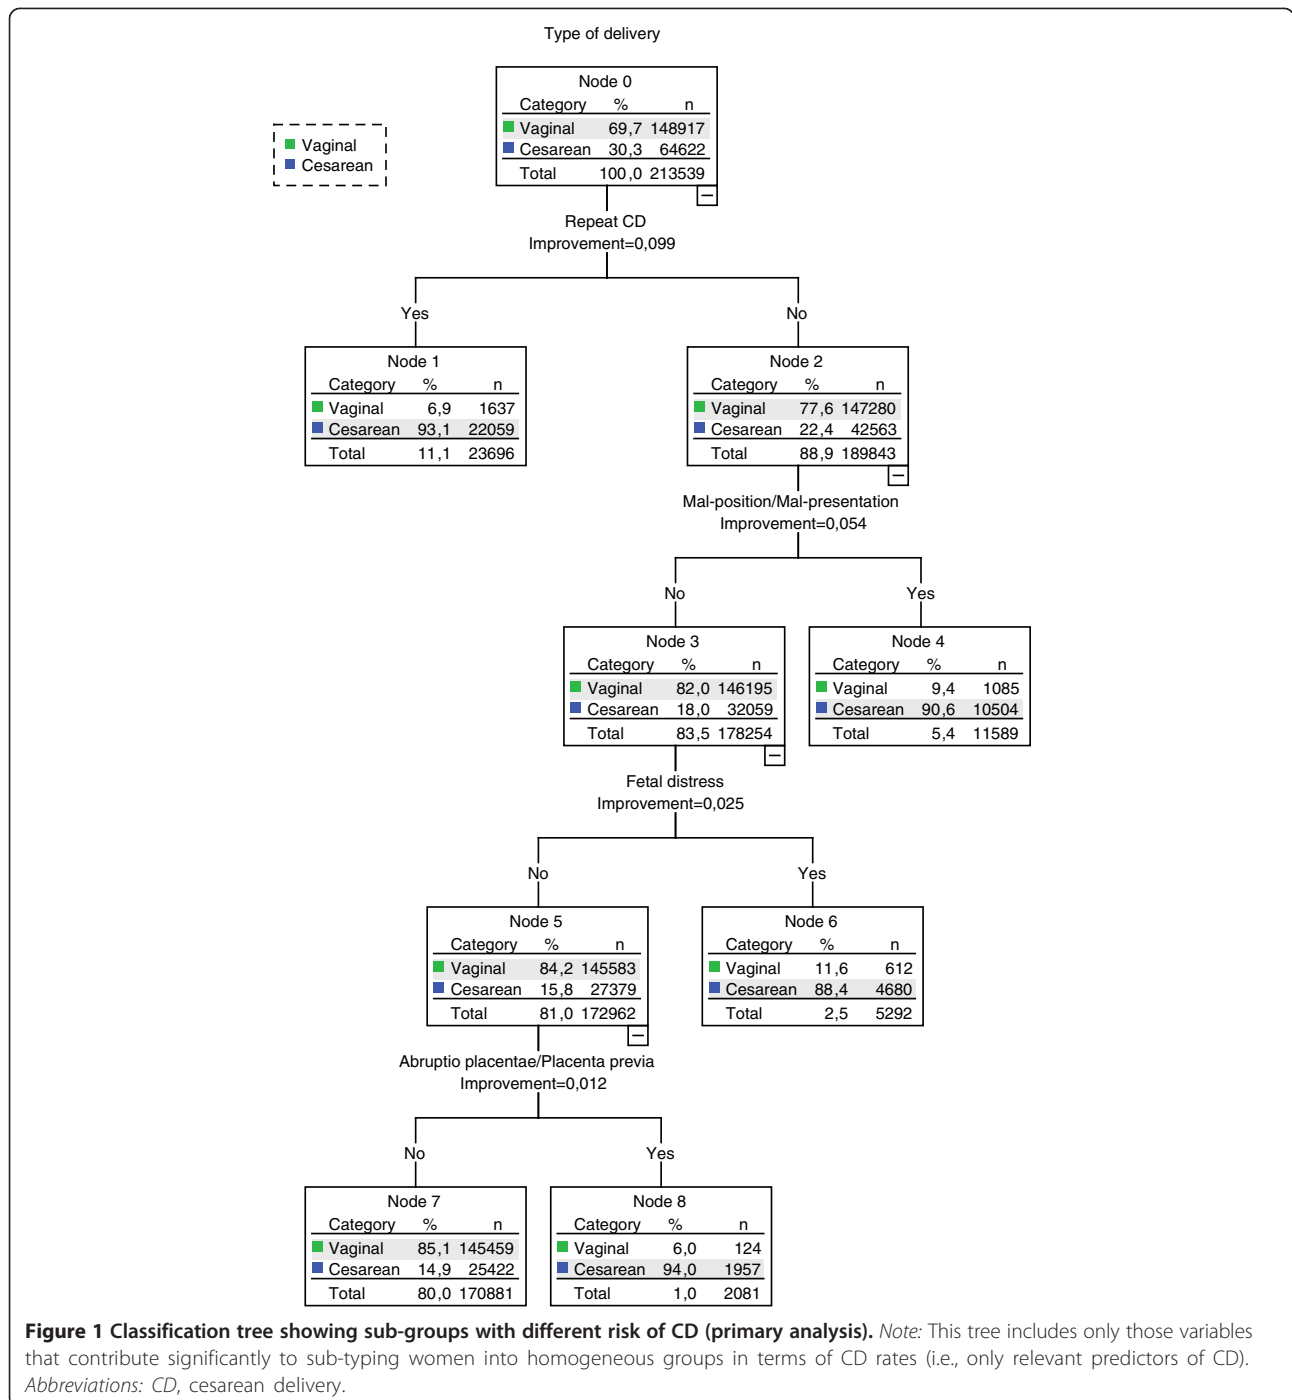 Type of delivery
Vaginal
Cesarean
Node 0
Category % n
Vaginal 69,7 148917
Cesarean 30,3 64622
Total 100,0 213539
Repeat CD
Improvement=0,099
Yes
No
Node 1
Category % n
Vaginal 6,9 1637
Cesarean 93,1 22059
Total 11,1 23696
Node 2
Category % n
Vaginal 77,6 147280
Cesarean 22,4 42563
Total 88,9 189843
Mal-position/Mal-presentation
Improvement=0,054
No
Yes
Node 3
Category % n
Vaginal 82,0 146195
Cesarean 18,0 32059
Total 83,5 178254
Node 4
Category % n
Vaginal 9,4 1085
Cesarean 90,6 10504
Total 5,4 11589
Fetal distress
Improvement=0,025
No
Yes
Node 5
Category % n
Vaginal 84,2 145583
Cesarean 15,8 27379
Total 81,0 172962
Node 6
Category % n
Vaginal 11,6 612
Cesarean 88,4 4680
Total 2,5 5292
Abruptio placentae/Placenta previa
Improvement=0,012
No
Yes
Node 7
Category % n
Vaginal 85,1 145459
Cesarean 14,9 25422
Total 80,0 170881
Node 8
Category % n
Vaginal 6,0 124
Cesarean 94,0 1957
Total 1,0 2081
Figure 1 Classification tree showing sub-groups with different risk of CD (primary analysis). Note: This tree includes only those variables
that contribute significantly to sub-typing women into homogeneous groups in terms of CD rates (i.e., only relevant predictors of CD).
Abbreviations: CD, cesarean delivery.